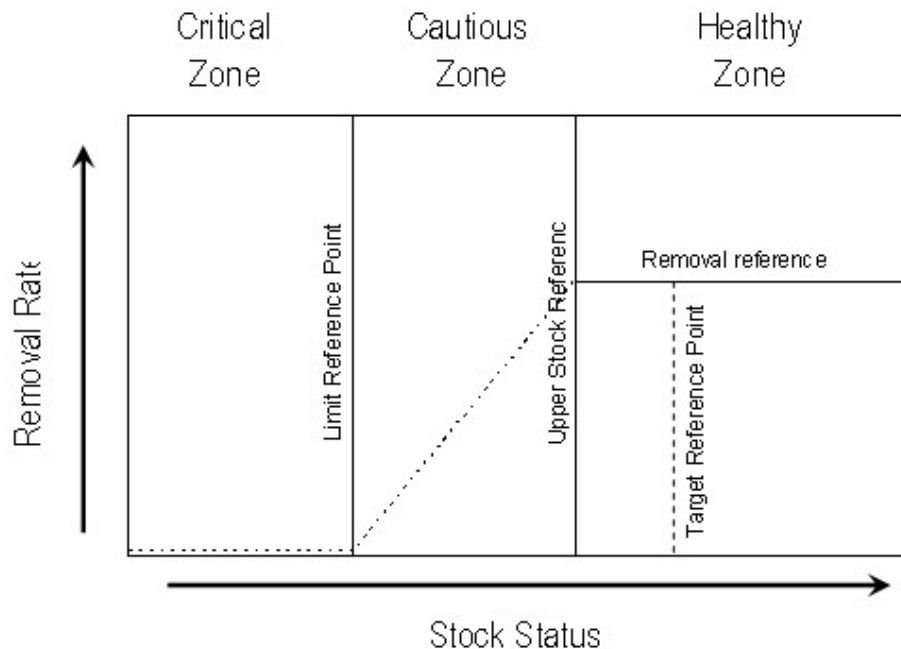 Critical
Zone
Cautious
Zone
Healthy
Zone
Removal Rate
Limit Reference Point
Upper Stock Referenc
Removal reference
Target Reference Point
Stock Status